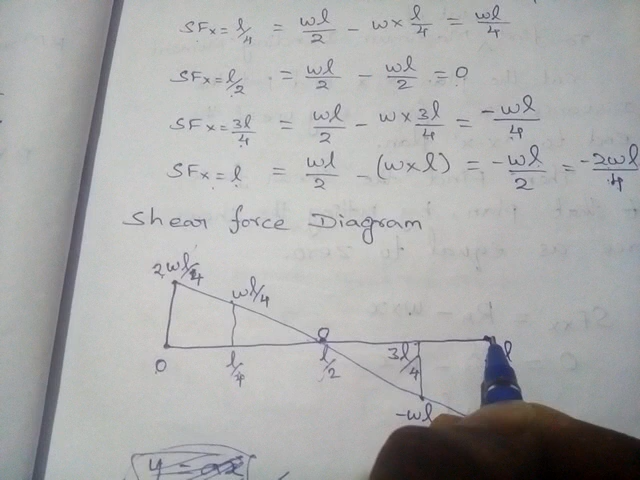 SFx=l/4 = wl/2 - w×l/4 = wl/4
SFx=l/2 = wl/2 - wl/2 = 0
SFx=3l/4 = wl/2 - w×3l/4 = -wl/4
SFx=l = wl/2 - (w×l) = -wl/2 = -2wl/4
Shear force Diagram
2wl/4
wl/4
0
0 l/4 l/2 3l/4 l
-wl